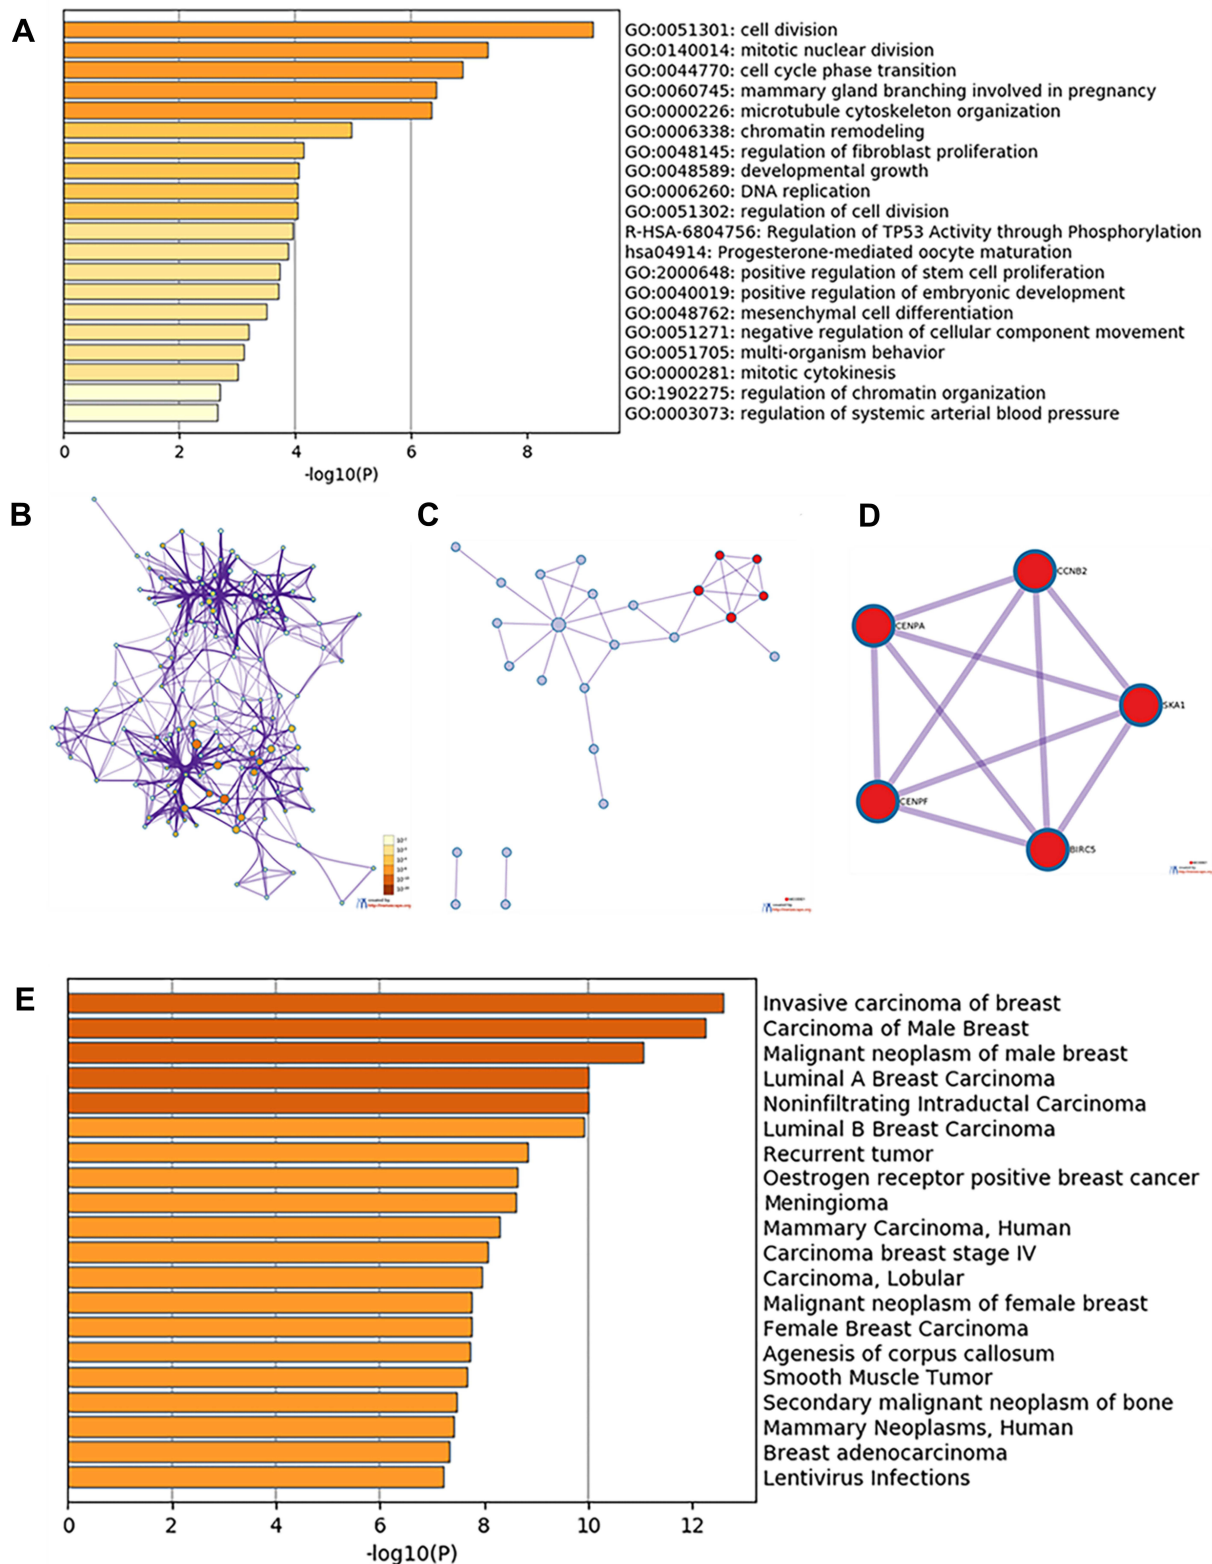 A
GO:0051301: cell division
GO:0140014: mitotic nuclear division
GO:0044770: cell cycle phase transition
GO:0060745: mammary gland branching involved in pregnancy
GO:0000226: microtubule cytoskeleton organization
GO:0006338: chromatin remodeling
GO:0048145: regulation of fibroblast proliferation
GO:0048589: developmental growth
GO:0006260: DNA replication
GO:0051302: regulation of cell division
R-HSA-6804756: Regulation of TP53 Activity through Phosphorylation
hsa04914: Progesterone-mediated oocyte maturation
GO:2000648: positive regulation of stem cell proliferation
GO:0040019: positive regulation of embryonic development
GO:0048762: mesenchymal cell differentiation
GO:0051271: negative regulation of cellular component movement
GO:0051705: multi-organism behavior
GO:0000281: mitotic cytokinesis
GO:1902275: regulation of chromatin organization
GO:0003073: regulation of systemic arterial blood pressure
0 2 4 6 8
-log10(P)
B
C
D
CCNB2
CENPA
SKA1
CENPF
BIRC5
E
Invasive carcinoma of breast
Carcinoma of Male Breast
Malignant neoplasm of male breast
Luminal A Breast Carcinoma
Noninfiltrating Intraductal Carcinoma
Luminal B Breast Carcinoma
Recurrent tumor
Oestrogen receptor positive breast cancer
Meningioma
Mammary Carcinoma, Human
Carcinoma breast stage IV
Carcinoma, Lobular
Malignant neoplasm of female breast
Female Breast Carcinoma
Agenesis of corpus callosum
Smooth Muscle Tumor
Secondary malignant neoplasm of bone
Mammary Neoplasms, Human
Breast adenocarcinoma
Lentivirus Infections
0 2 4 6 8 10 12
-log10(P)